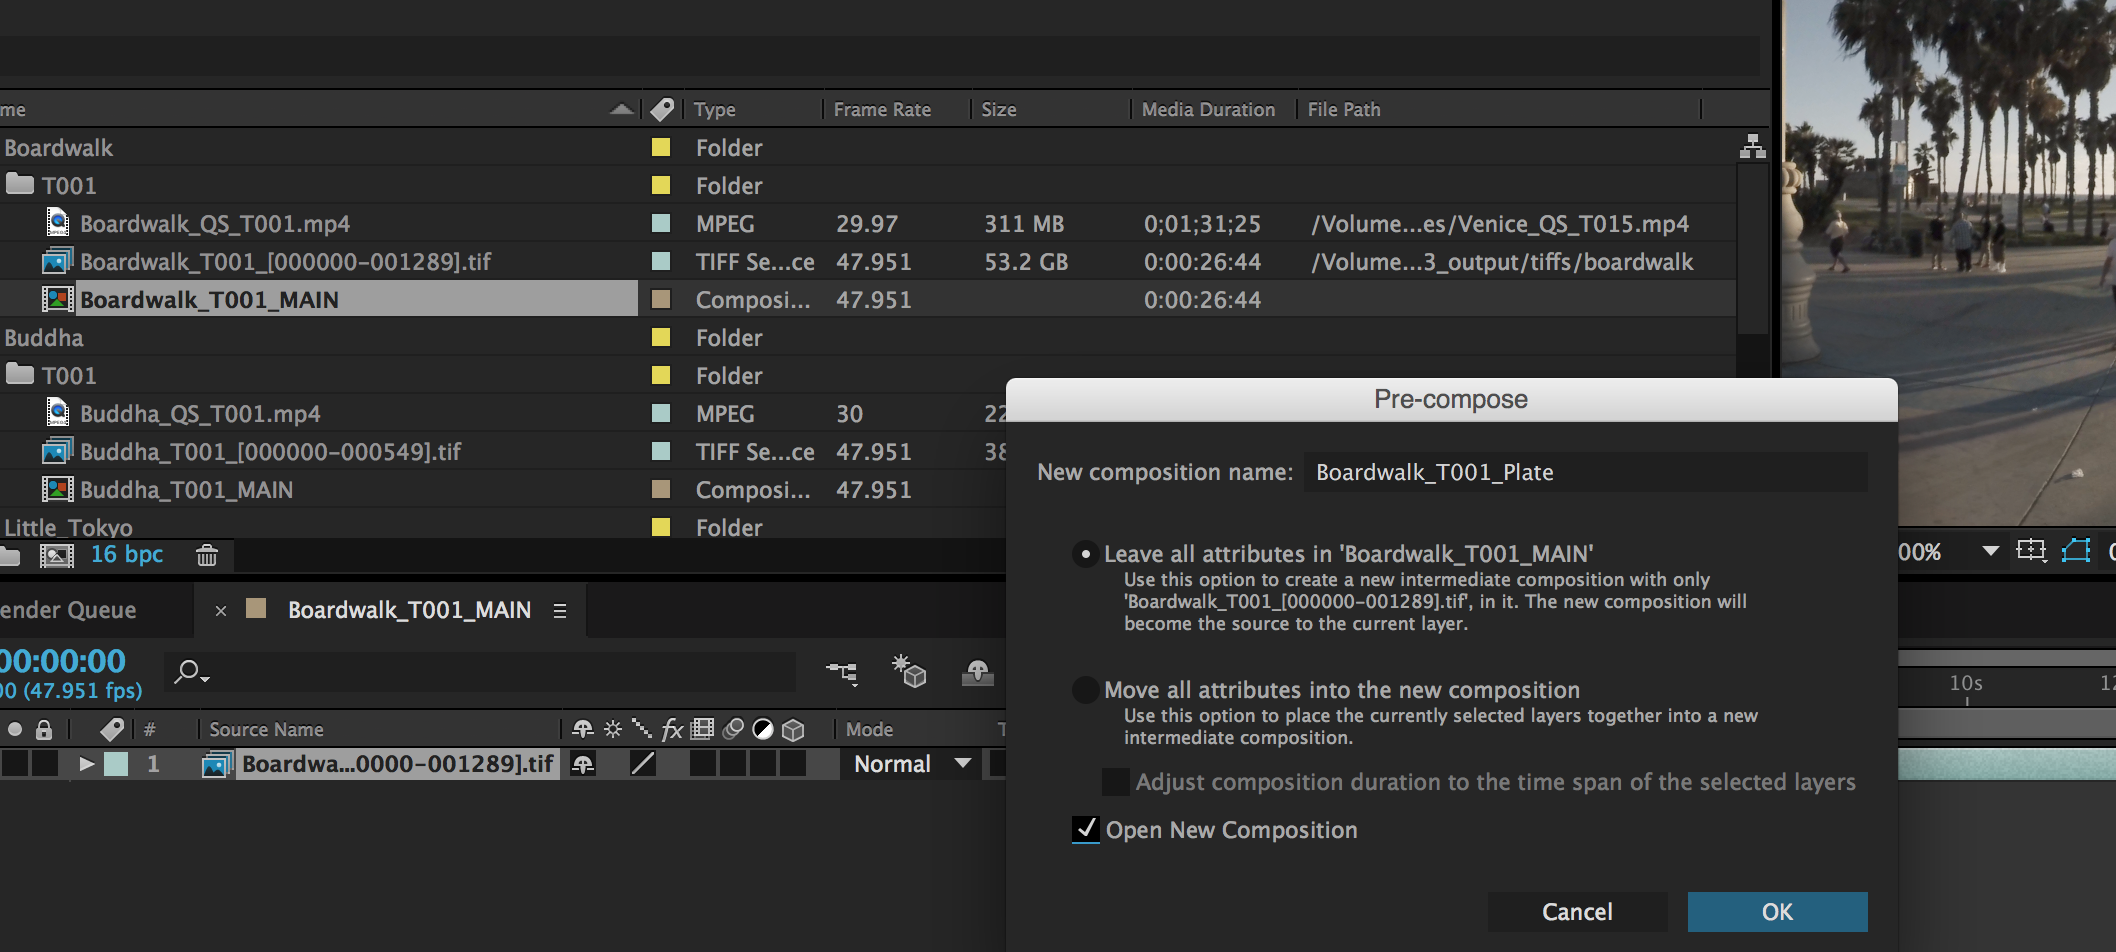 me Type Frame Rate Size Media Duration File Path
Boardwalk Folder
T001 Folder
Boardwalk_QS_T001.mp4 MPEG 29.97 311 MB 0;01;31;25 /Volume...es/Venice_QS_T015.mp4
Boardwalk_T001_[000000-001289].tif TIFF Se...ce 47.951 53.2 GB 0:00:26:44 /Volume...3_output/tiffs/boardwalk
Boardwalk_T001_MAIN Composi... 47.951 0:00:26:44
Buddha Folder
T001 Folder
Buddha_QS_T001.mp4 MPEG 30 22
Buddha_T001_[000000-000549].tif TIFF Se...ce 47.951 38
Buddha_T001_MAIN Composi... 47.951
Little_Tokyo Folder
16 bpc
Pre-compose
New composition name: Boardwalk_T001_Plate
Leave all attributes in 'Boardwalk_T001_MAIN'
Use this option to create a new intermediate composition with only
'Boardwalk_T001_[000000-001289].tif', in it. The new composition will
become the source to the current layer.
Move all attributes into the new composition
Use this option to place the currently selected layers together into a new
intermediate composition.
Adjust composition duration to the time span of the selected layers
Open New Composition
Cancel OK
00%
ender Queue × Boardwalk_T001_MAIN
00:00:00
00 (47.951 fps)
10s 12
# Source Name fx Mode T
1 Boardwa...0000-001289].tif Normal